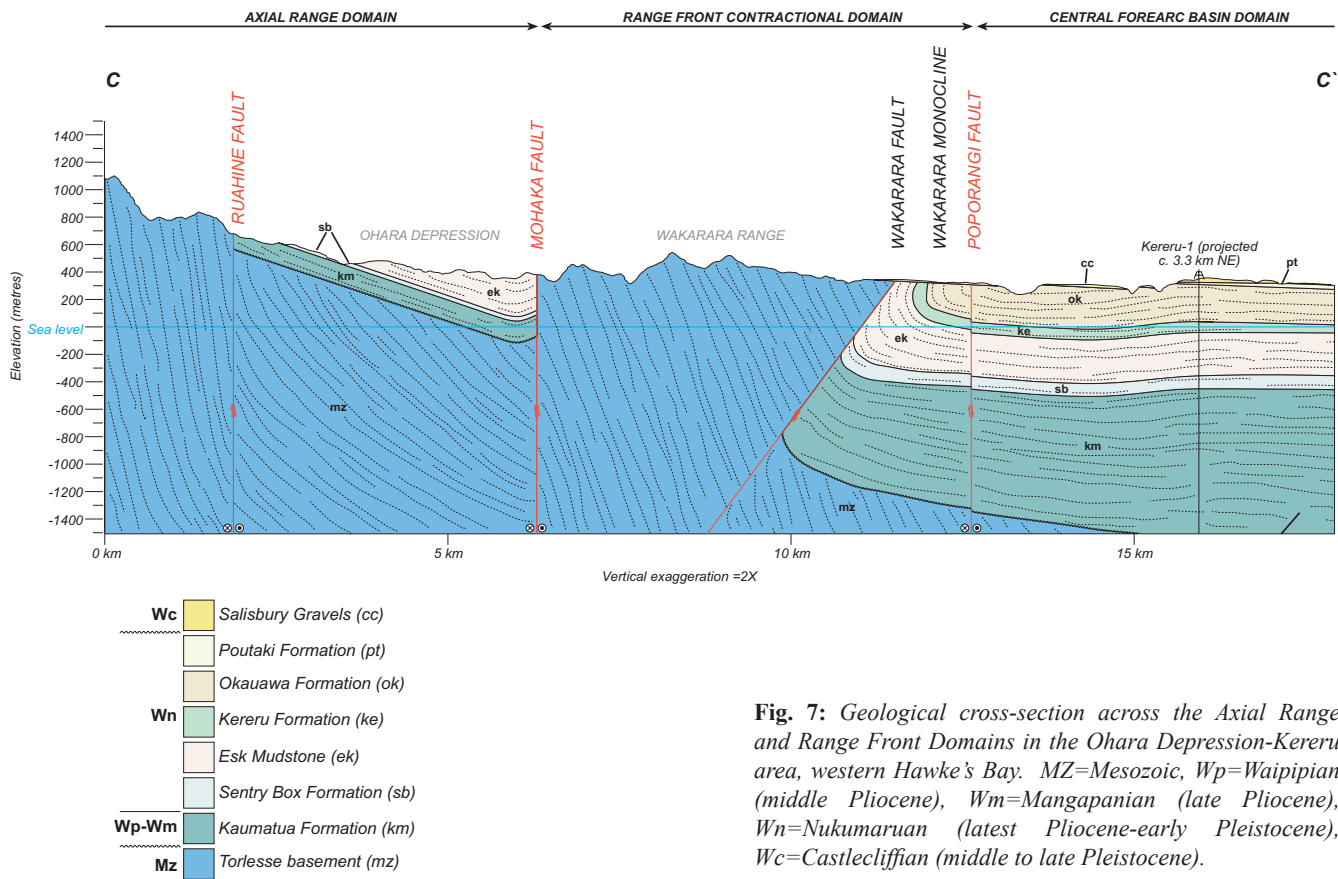 AXIAL RANGE DOMAIN
RANGE FRONT CONTRACTIONAL DOMAIN
CENTRAL FOREARC BASIN DOMAIN
C
C`
RUAHINE FAULT
MOHAKA FAULT
WAKARARA FAULT
WAKARARA MONOCLINE
POPORANGI FAULT
Elevation (metres)
1400
1200
1000
800
600
400
200
Sea level
-200
-400
-600
-800
-1000
-1200
-1400
sb
OHARA DEPRESSION
WAKARARA RANGE
Kereru-1 (projected
c. 3.3 km NE)
cc
pt
km
ek
ok
ke
ek
sb
mz
km
mz
0 km
5 km
10 km
15 km
Vertical exaggeration =2X
Wc
Salisbury Gravels (cc)
Poutaki Formation (pt)
Okauawa Formation (ok)
Wn
Kereru Formation (ke)
Esk Mudstone (ek)
Sentry Box Formation (sb)
Wp-Wm
Kaumatua Formation (km)
Mz
Torlesse basement (mz)
Fig. 7: Geological cross-section across the Axial Range
and Range Front Domains in the Ohara Depression-Kereru
area, western Hawke's Bay. MZ=Mesozoic, Wp=Waipipian
(middle Pliocene), Wm=Mangapanian (late Pliocene),
Wn=Nukumaruan (latest Pliocene-early Pleistocene),
Wc=Castlecliffian (middle to late Pleistocene).